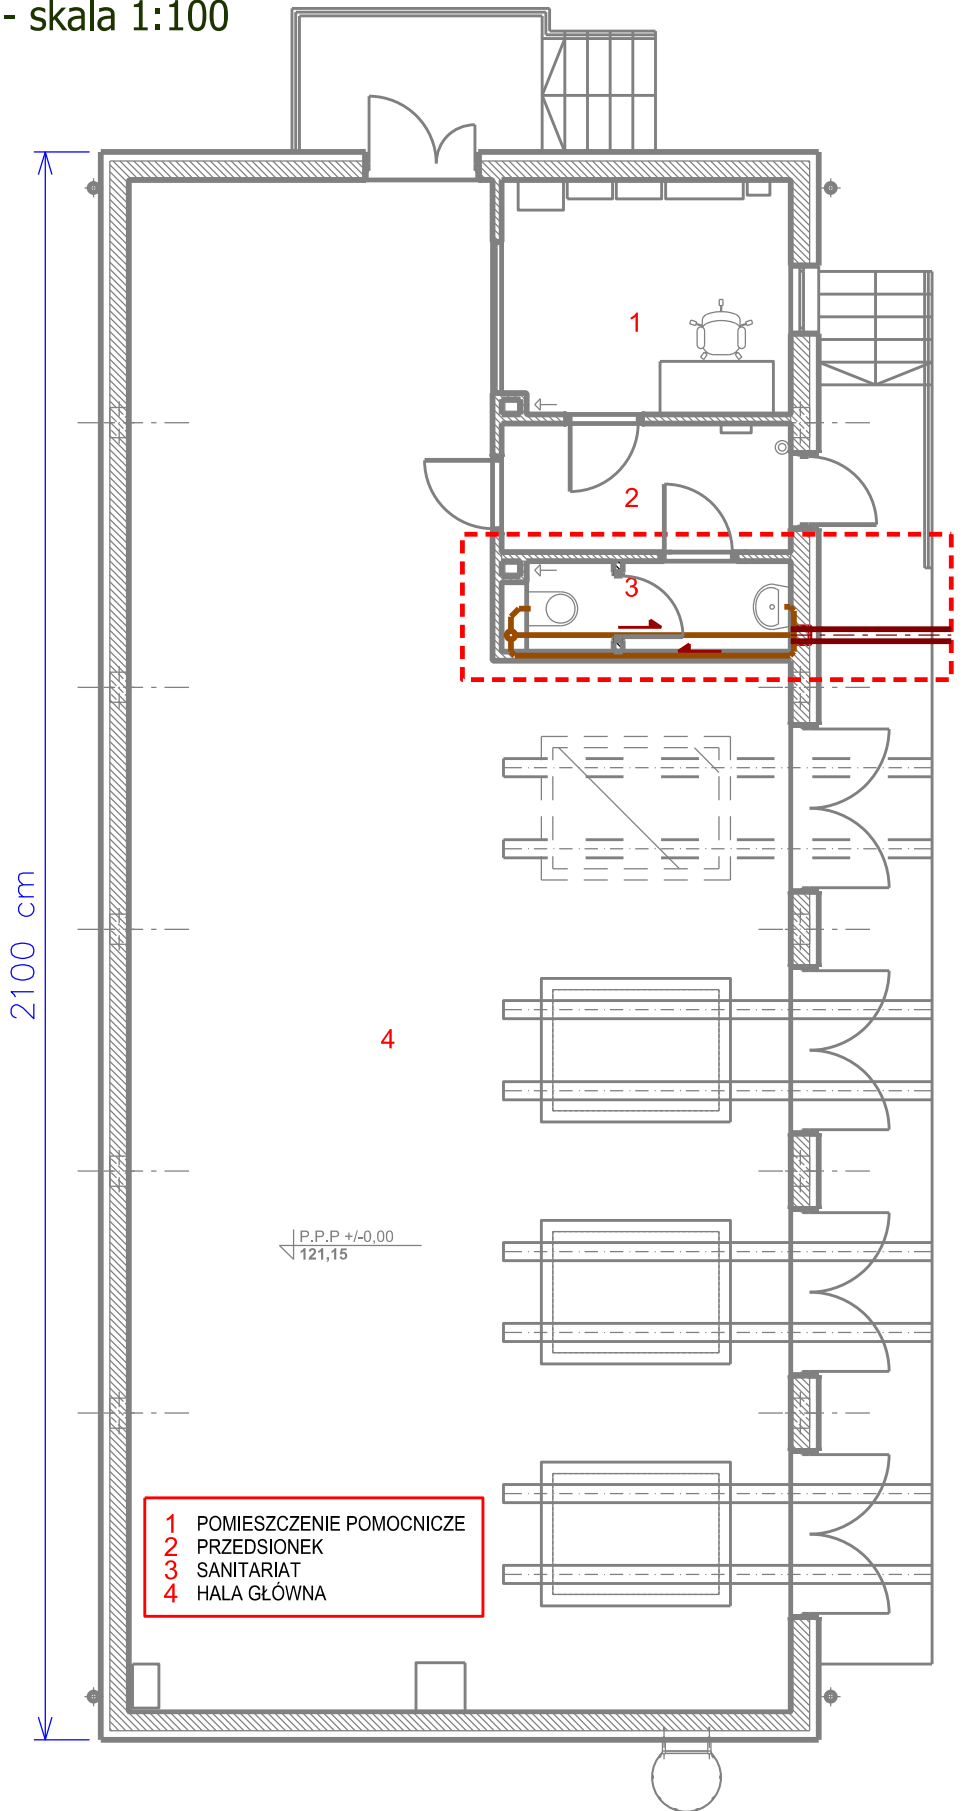 - skala 1:100
1
2
3
2100 cm
4
P.P.P +/-0,00
121,15
1 POMIESZCZENIE POMOCNICZE
2 PRZEDSIONEK
3 SANITARIAT
4 HALA GŁÓWNA